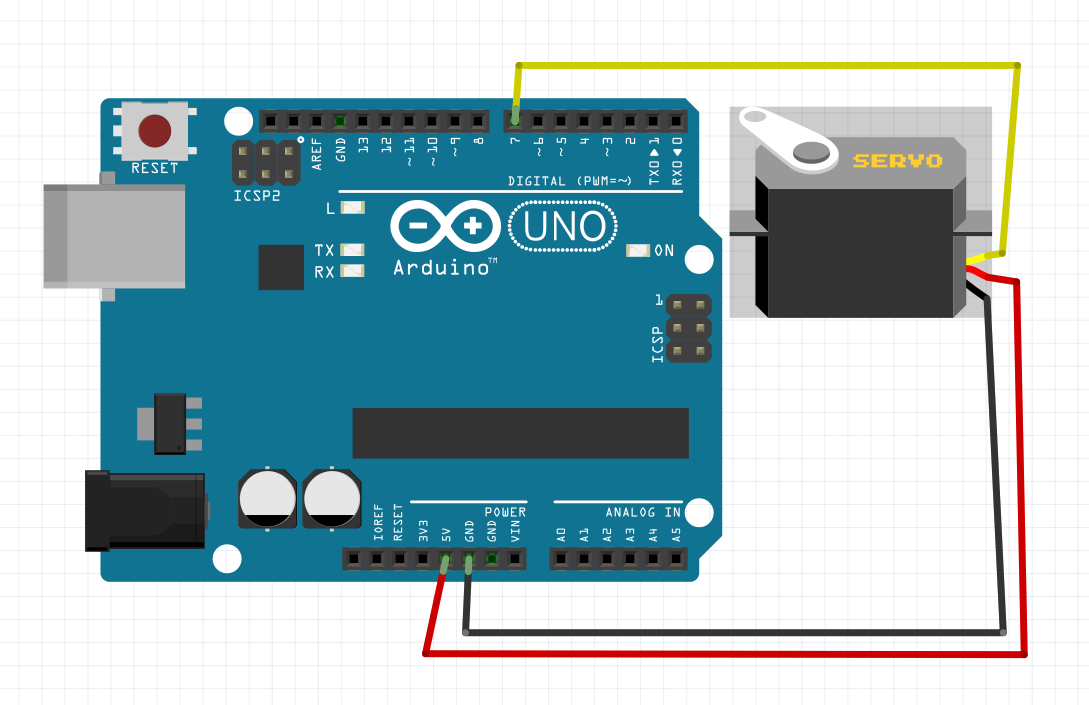 RESET
ICSP2
AREF
GND
13
12
~11
~10
~9
8
7
~6
~5
4
~3
2
TX0 ▶ 1
RX0 ◀ 0
DIGITAL (PWM=~)
SERVO
L
TX
RX
Arduino™
UNO
ON
1
ICSP
POWER
ANALOG IN
IOREF
RESET
3V3
5V
GND
GND
VIN
A0
A1
A2
A3
A4
A5